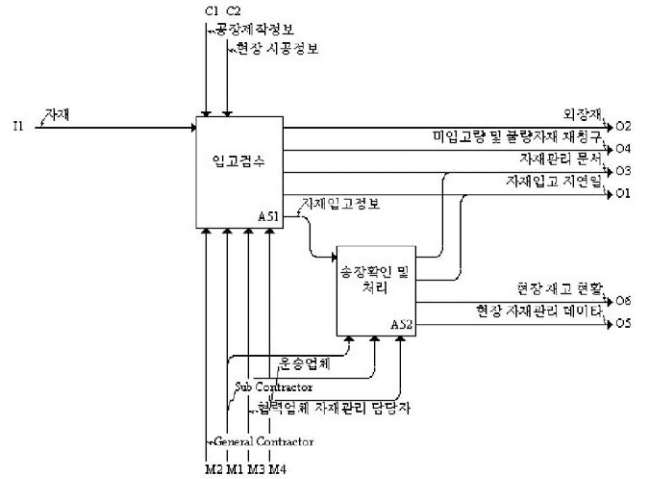 C1 C2
공장제작정보
현장 시공정보
I1
자재
외장재
O2
미입고량 및 불량자재 재청구
O4
자재관리 문서
O3
자재입고 지연일
O1
입고검수
A51
자재입고정보
송장확인 및
처리
A52
현장 재고 현황
O6
현장 자재관리 데이타
O5
운송업체
Sub Contractor
협력업체 자재관리 담당자
General Contractor
M2 M1 M3 M4